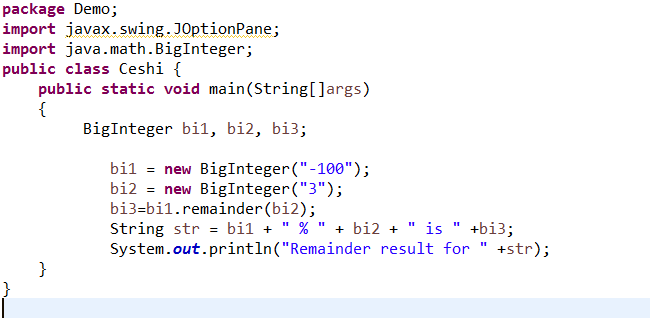 package Demo;
import javax.swing.JOptionPane;
import java.math.BigInteger;
public class Ceshi {
    public static void main(String[]args)
    {
         BigInteger bi1, bi2, bi3;

            bi1 = new BigInteger("-100");
            bi2 = new BigInteger("3");
            bi3=bi1.remainder(bi2);
            String str = bi1 + " % " + bi2 + " is " +bi3;
            System.out.println("Remainder result for " +str);
    }
}